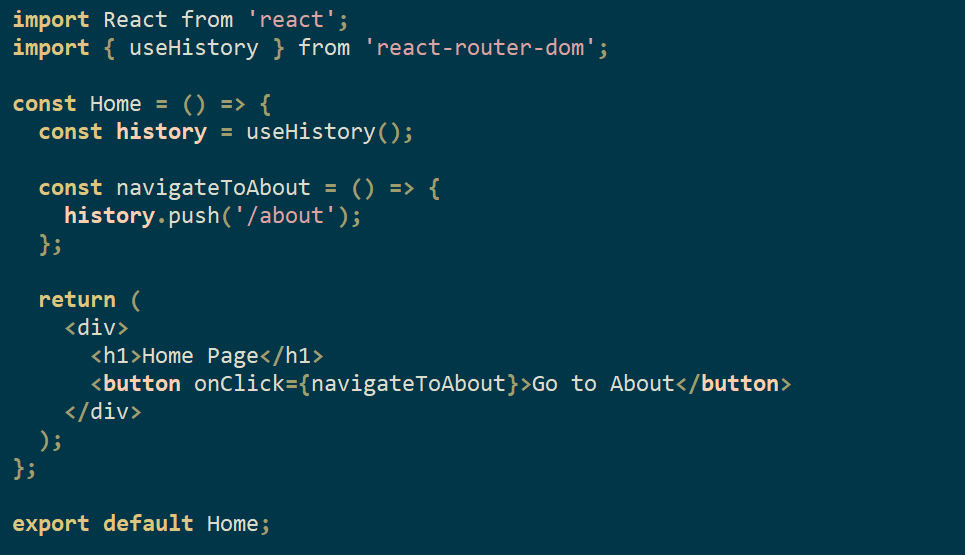 import React from 'react';
import { useHistory } from 'react-router-dom';

const Home = () => {
  const history = useHistory();

  const navigateToAbout = () => {
    history.push('/about');
  };

  return (
    <div>
      <h1>Home Page</h1>
      <button onClick={navigateToAbout}>Go to About</button>
    </div>
  );
};

export default Home;